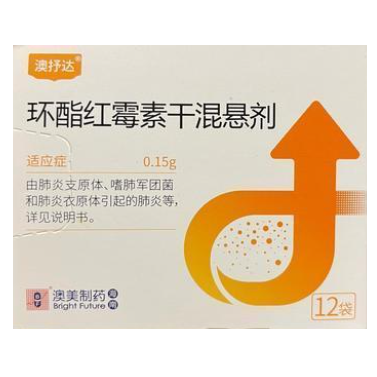 澳抒达®
环酯红霉素干混悬剂
适应症 0.15g
由肺炎支原体、嗜肺军团菌
和肺炎衣原体引起的肺炎等，
详见说明书。
澳美制药 海南
Bright Future
12袋